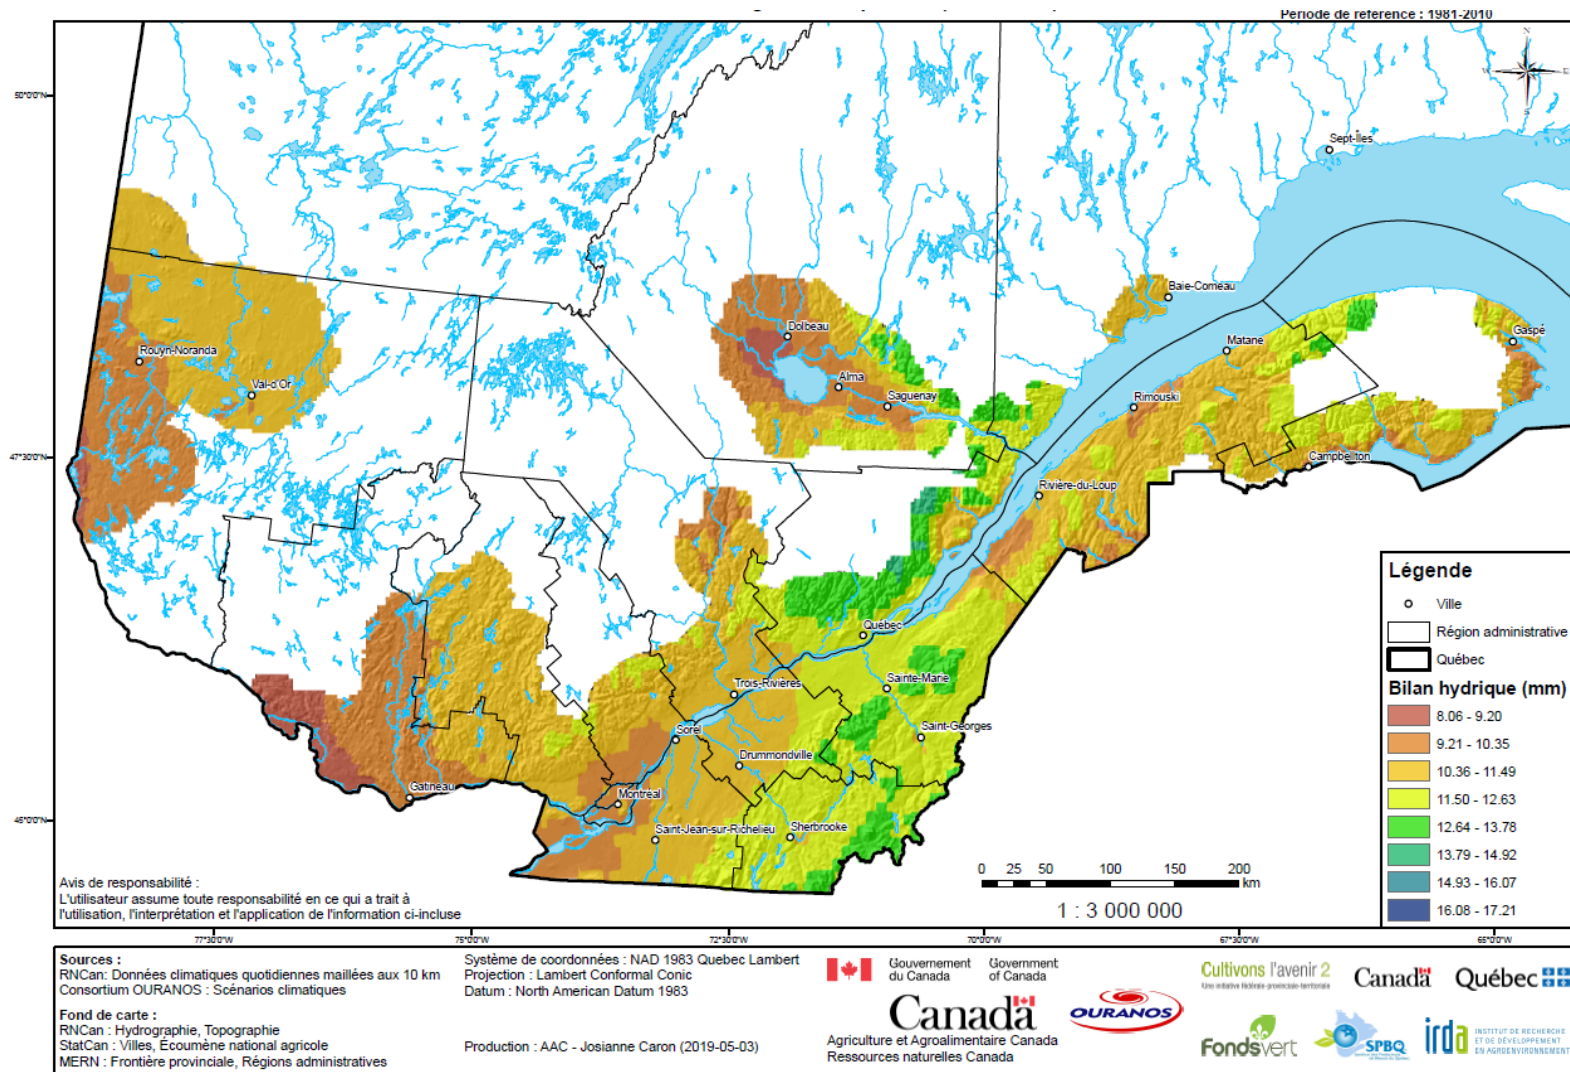 Période de référence : 1981-2010
N
W
E
S
50°0'0"N
47°30'0"N
45°0'0"N
Sept-Îles
Baie-Comeau
Gaspé
Matane
Rimouski
Campbellton
Rivière-du-Loup
Dolbeau
Alma
Saguenay
Rouyn-Noranda
Val-d'Or
Québec
Sainte-Marie
Saint-Georges
Trois-Rivières
Sorel
Drummondville
Gatineau
Montréal
Saint-Jean-sur-Richelieu
Sherbrooke
Légende
Ville
Région administrative
Québec
Bilan hydrique (mm)
8.06 - 9.20
9.21 - 10.35
10.36 - 11.49
11.50 - 12.63
12.64 - 13.78
13.79 - 14.92
14.93 - 16.07
16.08 - 17.21
0 25 50 100 150 200
km
1 : 3 000 000
Avis de responsabilité :
L'utilisateur assume toute responsabilité en ce qui a trait à
l'utilisation, l'interprétation et l'application de l'information ci-incluse
77°30'0"W
75°0'0"W
72°30'0"W
70°0'0"W
67°30'0"W
65°0'0"W
Sources :
RNCan: Données climatiques quotidiennes maillées aux 10 km
Consortium OURANOS : Scénarios climatiques
Fond de carte :
RNCan : Hydrographie, Topographie
StatCan : Villes, Écoumène national agricole
MERN : Frontière provinciale, Régions administratives
Système de coordonnées : NAD 1983 Quebec Lambert
Projection : Lambert Conformal Conic
Datum : North American Datum 1983
Production : AAC - Josianne Caron (2019-05-03)
Gouvernement du Canada
Government of Canada
Canada
Agriculture et Agroalimentaire Canada
Ressources naturelles Canada
OURANOS
Cultivons l'avenir 2
Une initiative fédérale-provinciale-territoriale
Canada
Québec
Fondsvert
SPBQ
irda
INSTITUT DE RECHERCHE
ET DE DÉVELOPPEMENT
EN AGROENVIRONNEMENT